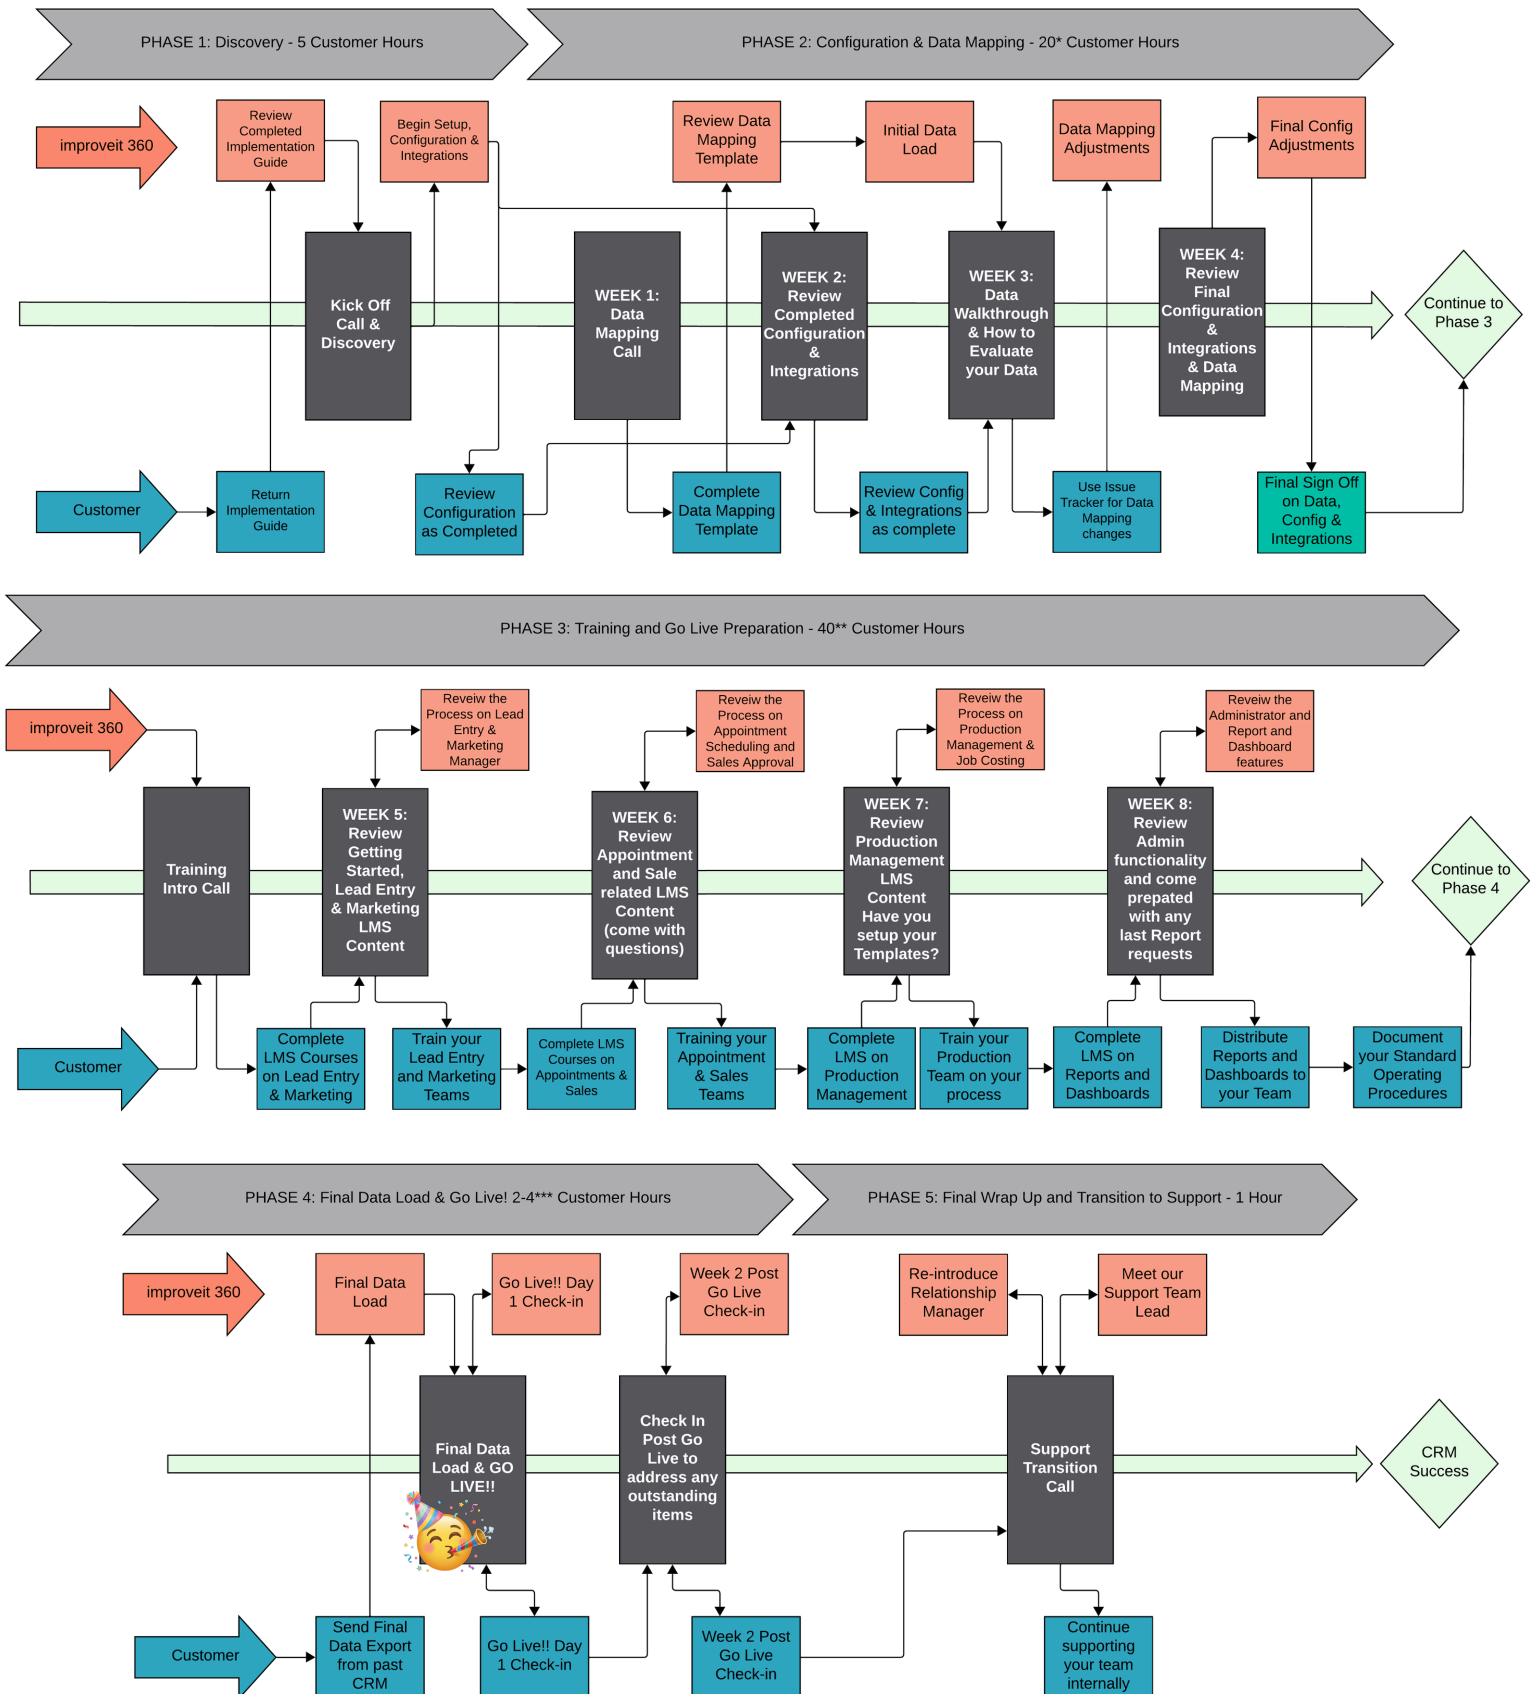 PHASE 1: Discovery - 5 Customer Hours
PHASE 2: Configuration & Data Mapping - 20* Customer Hours
improveit 360
Review
Completed
Implementation
Guide
Begin Setup,
Configuration &
Integrations
Review Data
Mapping
Template
Initial Data
Load
Data Mapping
Adjustments
Final Config
Adjustments
Kick Off
Call &
Discovery
WEEK 1:
Data
Mapping
Call
WEEK 2:
Review
Completed
Configuration
&
Integrations
WEEK 3:
Data
Walkthrough
& How to
Evaluate
your Data
WEEK 4:
Review
Final
Configuration
&
Integrations
& Data
Mapping
Continue to
Phase 3
Customer
Return
Implementation
Guide
Review
Configuration
as Completed
Complete
Data Mapping
Template
Review Config
& Integrations
as complete
Use Issue
Tracker for Data
Mapping
changes
Final Sign Off
on Data,
Config &
Integrations
PHASE 3: Training and Go Live Preparation - 40** Customer Hours
improveit 360
Reveiw the
Process on Lead
Entry &
Marketing
Manager
Reveiw the
Process on
Appointment
Scheduling and
Sales Approval
Reveiw the
Process on
Production
Management &
Job Costing
Reveiw the
Administrator and
Report and
Dashboard
features
Training
Intro Call
WEEK 5:
Review
Getting
Started,
Lead Entry
& Marketing
LMS
Content
WEEK 6:
Review
Appointment
and Sale
related LMS
Content
(come with
questions)
WEEK 7:
Review
Production
Management
LMS
Content
Have you
setup your
Templates?
WEEK 8:
Review
Admin
functionality
and come
prepated
with any
last Report
requests
Continue to
Phase 4
Customer
Complete
LMS Courses
on Lead Entry
& Marketing
Train your
Lead Entry
and Marketing
Teams
Complete LMS
Courses on
Appointments &
Sales
Training your
Appointment
& Sales
Teams
Complete
LMS on
Production
Management
Train your
Production
Team on your
process
Complete
LMS on
Reports and
Dashboards
Distribute
Reports and
Dashboards to
your Team
Document
your Standard
Operating
Procedures
PHASE 4: Final Data Load & Go Live! 2-4*** Customer Hours
PHASE 5: Final Wrap Up and Transition to Support - 1 Hour
improveit 360
Final Data
Load
Go Live!! Day
1 Check-in
Week 2 Post
Go Live
Check-in
Re-introduce
Relationship
Manager
Meet our
Support Team
Lead
Final Data
Load & GO
LIVE!!
Check In
Post Go
Live to
address any
outstanding
items
Support
Transition
Call
CRM
Success
Customer
Send Final
Data Export
from past
CRM
Go Live!! Day
1 Check-in
Week 2 Post
Go Live
Check-in
Continue
supporting
your team
internally